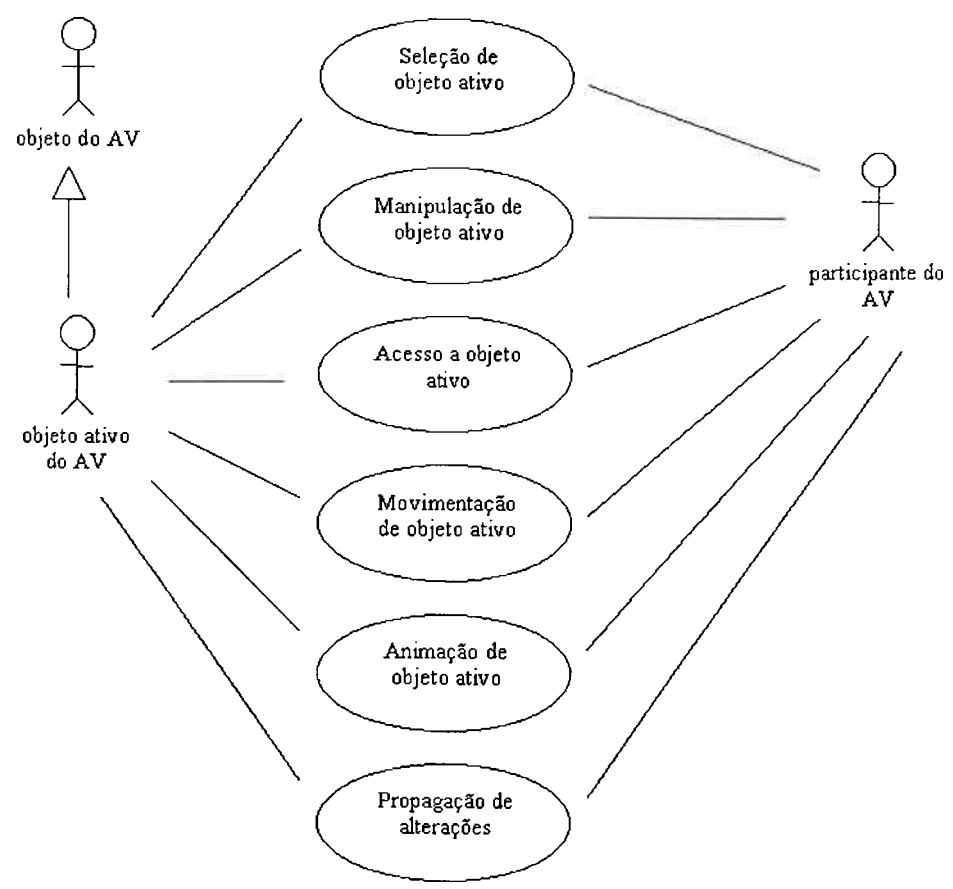 objeto do AV
Seleção de
objeto ativo
Manipulação de
objeto ativo
participante do
AV
Acesso a objeto
ativo
objeto ativo
do AV
Movimentação
de objeto ativo
Animação de
objeto ativo
Propagação de
alterações